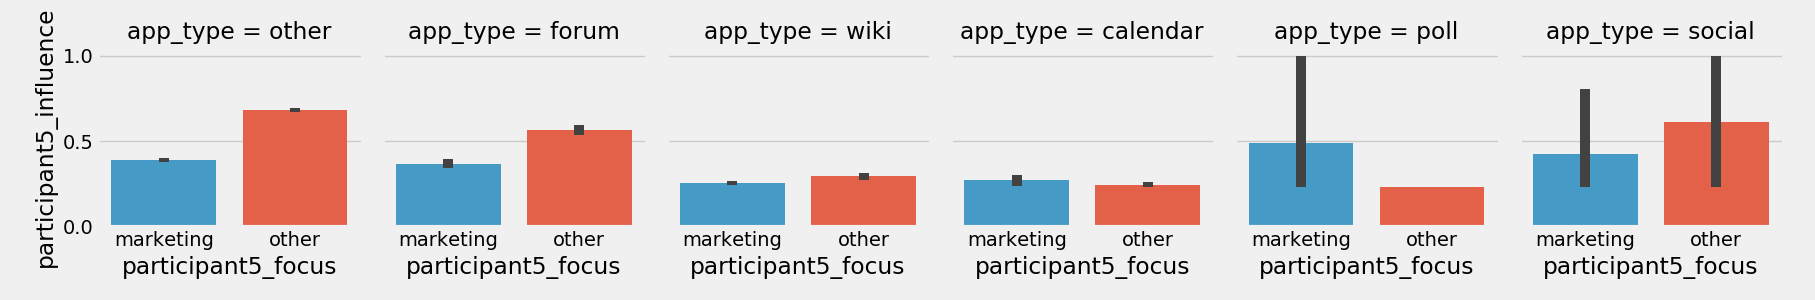 app_type = other
app_type = forum
app_type = wiki
app_type = calendar
app_type = poll
app_type = social
participant5_influence
1.0
0.5
0.0
marketing other
marketing other
marketing other
marketing other
marketing other
marketing other
participant5_focus
participant5_focus
participant5_focus
participant5_focus
participant5_focus
participant5_focus